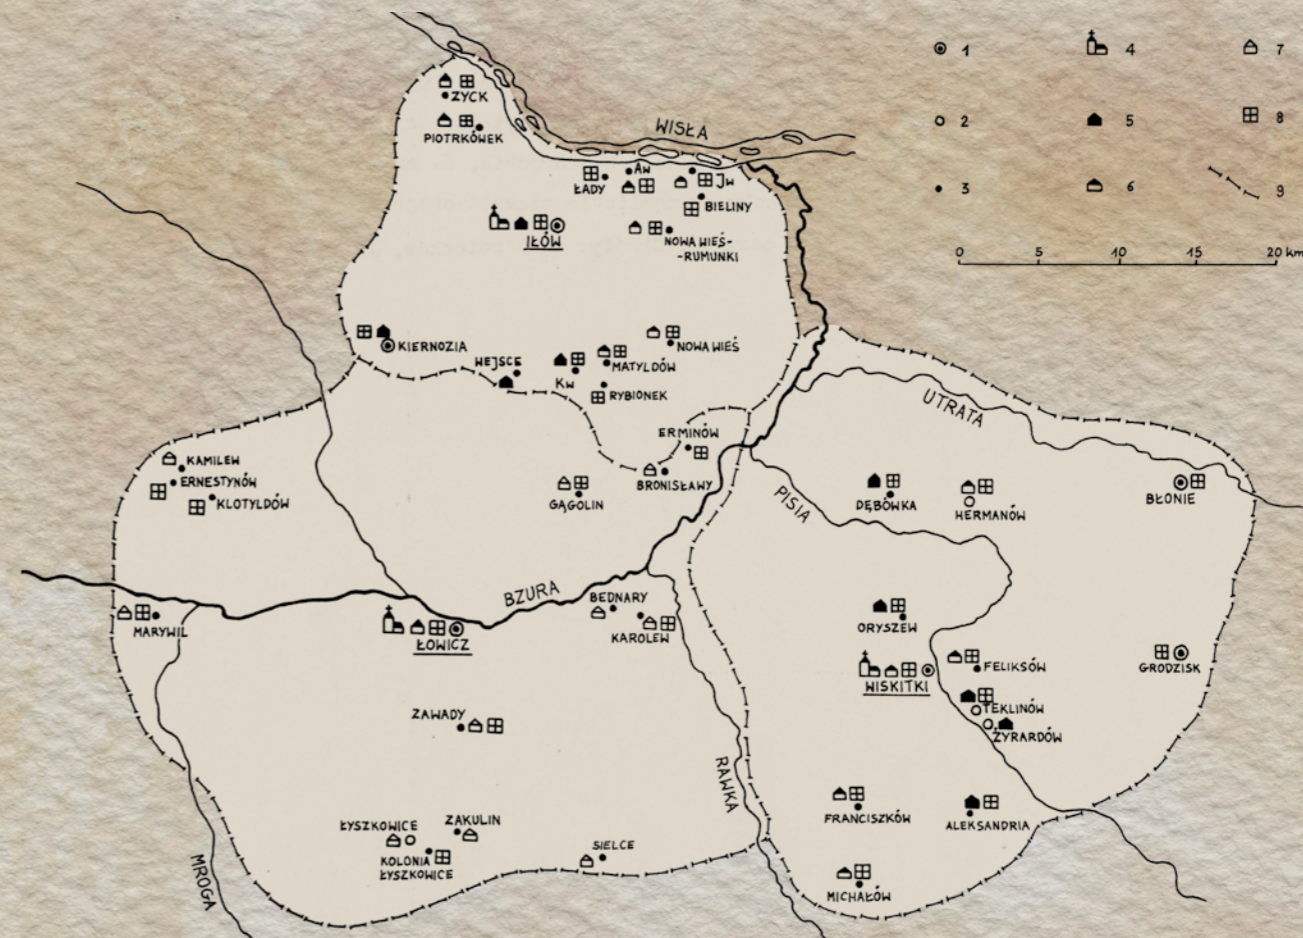 1
4
7
2
5
8
3
6
9
0 5 10 15 20 km
WISŁA
ZYCK
PIOTRKÓWEK
ŁADY
AW
JW
BIELINY
IŁÓW
NOWA WIEŚ-
-RUMUNKI
KIERNOZIA
WEJSCE
KW
MATYLDÓW
NOWA WIEŚ
RYBIONEK
UTRATA
ERMINÓW
BRONISŁAWY
GĄGOLIN
KAMILEW
ERNESTYNÓW
KLOTYLDÓW
PISIA
DĘBÓWKA
HERMANÓW
BŁONIE
BZURA
BEDNARY
KAROLEW
MARYWIL
ŁOWICZ
ORYSZEW
WISKITKI
FELIKSÓW
GRODZISK
TEKLINÓW
ŻYRARDÓW
ZAWADY
RAWKA
FRANCISZKÓW
ALEKSANDRIA
ŁYSZKOWICE
ZAKULIN
KOLONIA
ŁYSZKOWICE
SIELCE
MICHAŁÓW
MROGA